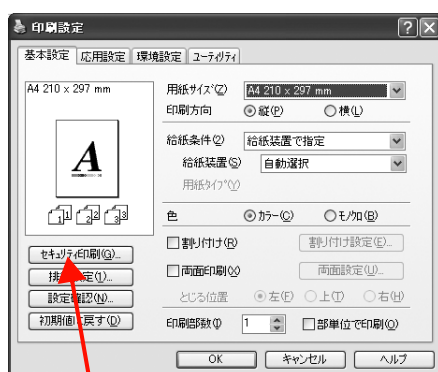 印刷設定
基本設定 応用設定 環境設定 ユーティリティ
A4 210 x 297 mm
A
1 1 2 2 3 3
セキュリティ印刷(G)...
設定確認(N)...
初期値に戻す(D)
用紙サイズ(Z) A4 210 x 297 mm
印刷方向 縦(P) 横(L)
給紙条件(2) 給紙装置で指定
給紙装置(S) 自動選択
用紙タイプ(Y)
色 カラー(C) モノクロ(B)
割り付け(R) 割り付け設定(E)...
両面印刷(X) 両面設定(U)...
とじる位置 左(F) 上(T) 右(H)
印刷部数(I) 1 部単位で印刷(O)
OK キャンセル ヘルプ